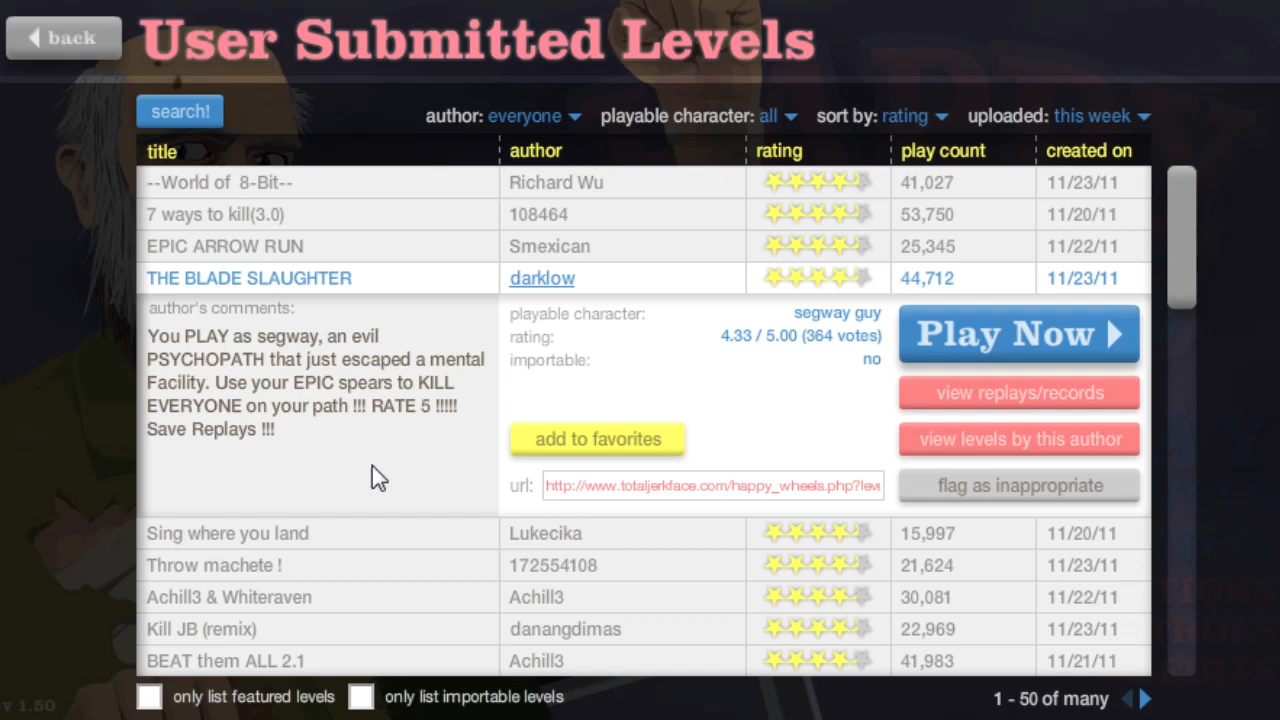 back
User Submitted Levels
search!
author: everyone playable character: all sort by: rating uploaded: this week
title author rating play count created on
--World of 8-Bit-- Richard Wu 41,027 11/23/11
7 ways to kill(3.0) 108464 53,750 11/20/11
EPIC ARROW RUN Smexican 25,345 11/22/11
THE BLADE SLAUGHTER darklow 44,712 11/23/11
author's comments:
You PLAY as segway, an evil
PSYCHOPATH that just escaped a mental
Facility. Use your EPIC spears to KILL
EVERYONE on your path !!! RATE 5 !!!!!
Save Replays !!!
playable character: segway guy
rating: 4.33 / 5.00 (364 votes)
importable: no
add to favorites
url: http://www.totaljerkface.com/happy_wheels.php?leve
Play Now
view replays/records
view levels by this author
flag as inappropriate
Sing where you land Lukecika 15,997 11/20/11
Throw machete ! 172554108 21,624 11/23/11
Achill3 & Whiteraven Achill3 30,081 11/22/11
Kill JB (remix) danangdimas 22,969 11/23/11
BEAT them ALL 2.1 Achill3 41,983 11/21/11
only list featured levels only list importable levels 1 - 50 of many
v 1.50